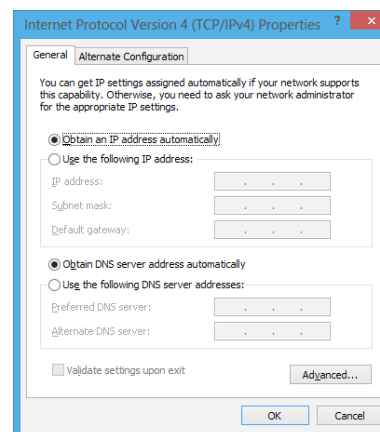 Internet Protocol Version 4 (TCP/IPv4) Properties ? ×
General Alternate Configuration
You can get IP settings assigned automatically if your network supports
this capability. Otherwise, you need to ask your network administrator
for the appropriate IP settings.
Obtain an IP address automatically
Use the following IP address:
IP address: . . .
Subnet mask: . . .
Default gateway: . . .
Obtain DNS server address automatically
Use the following DNS server addresses:
Preferred DNS server: . . .
Alternate DNS server: . . .
Validate settings upon exit
Advanced...
OK Cancel